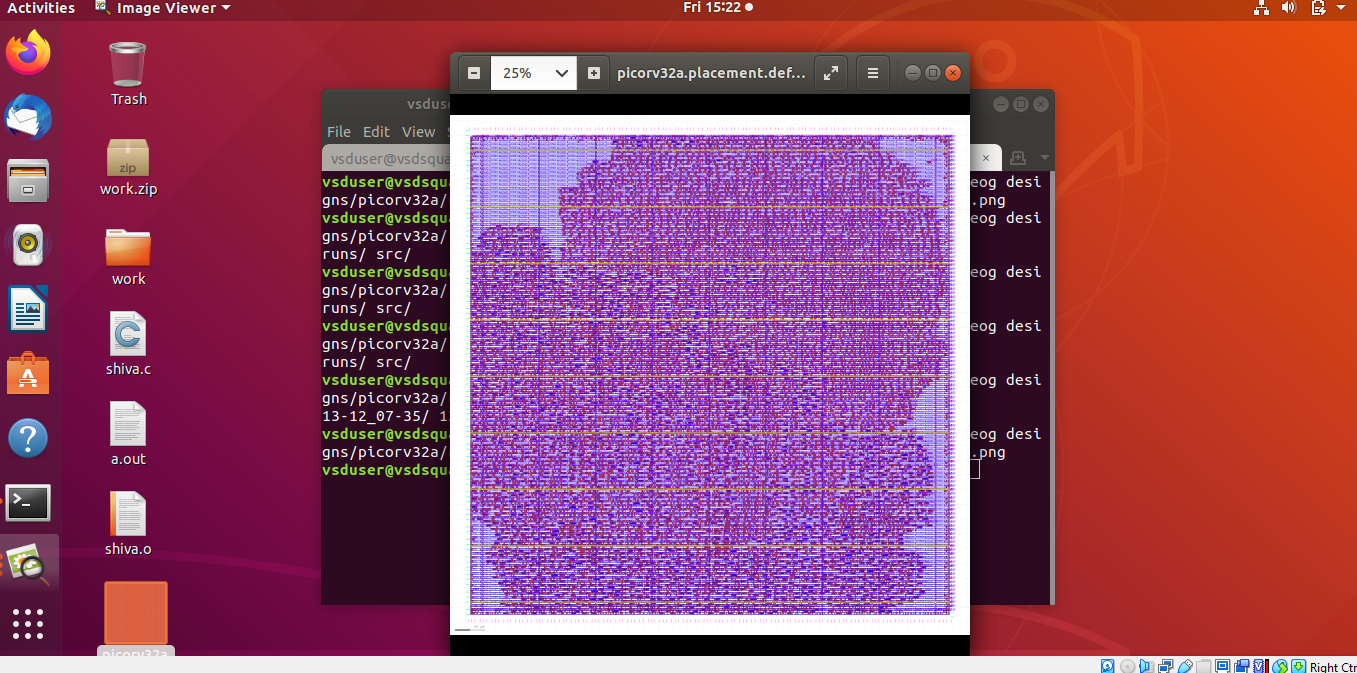 Activities
Image Viewer
Fri 15:22
25%
picorv32a.placement.def...
Trash
zip
work.zip
work
shiva.c
a.out
shiva.o
picorv32a
File Edit View
vsduser@vsdsqua
vsduser@vsdsqua eog desi
gns/picorv32a/ .png
vsduser@vsdsqua eog desi
gns/picorv32a/
runs/ src/
vsduser@vsdsqua eog desi
gns/picorv32a/
runs/ src/
vsduser@vsdsqua eog desi
gns/picorv32a/
runs/ src/
vsduser@vsdsqua eog desi
gns/picorv32a/
13-12_07-35/ 1
vsduser@vsdsqua eog desi
gns/picorv32a/ .png
vsduser@vsdsqua
Right Ctr